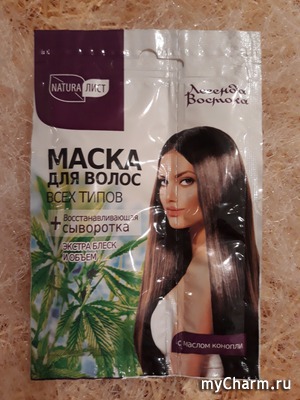 NATURA ЛИСТ
Легенда
Востока
МАСКА
ДЛЯ ВОЛОС
ВСЕХ ТИПОВ
+ Восстанавливающая
СЫВОРОТКА
ЭКСТРА БЛЕСК
И ОБЪЕМ
с маслом конопли
myCharm.ru